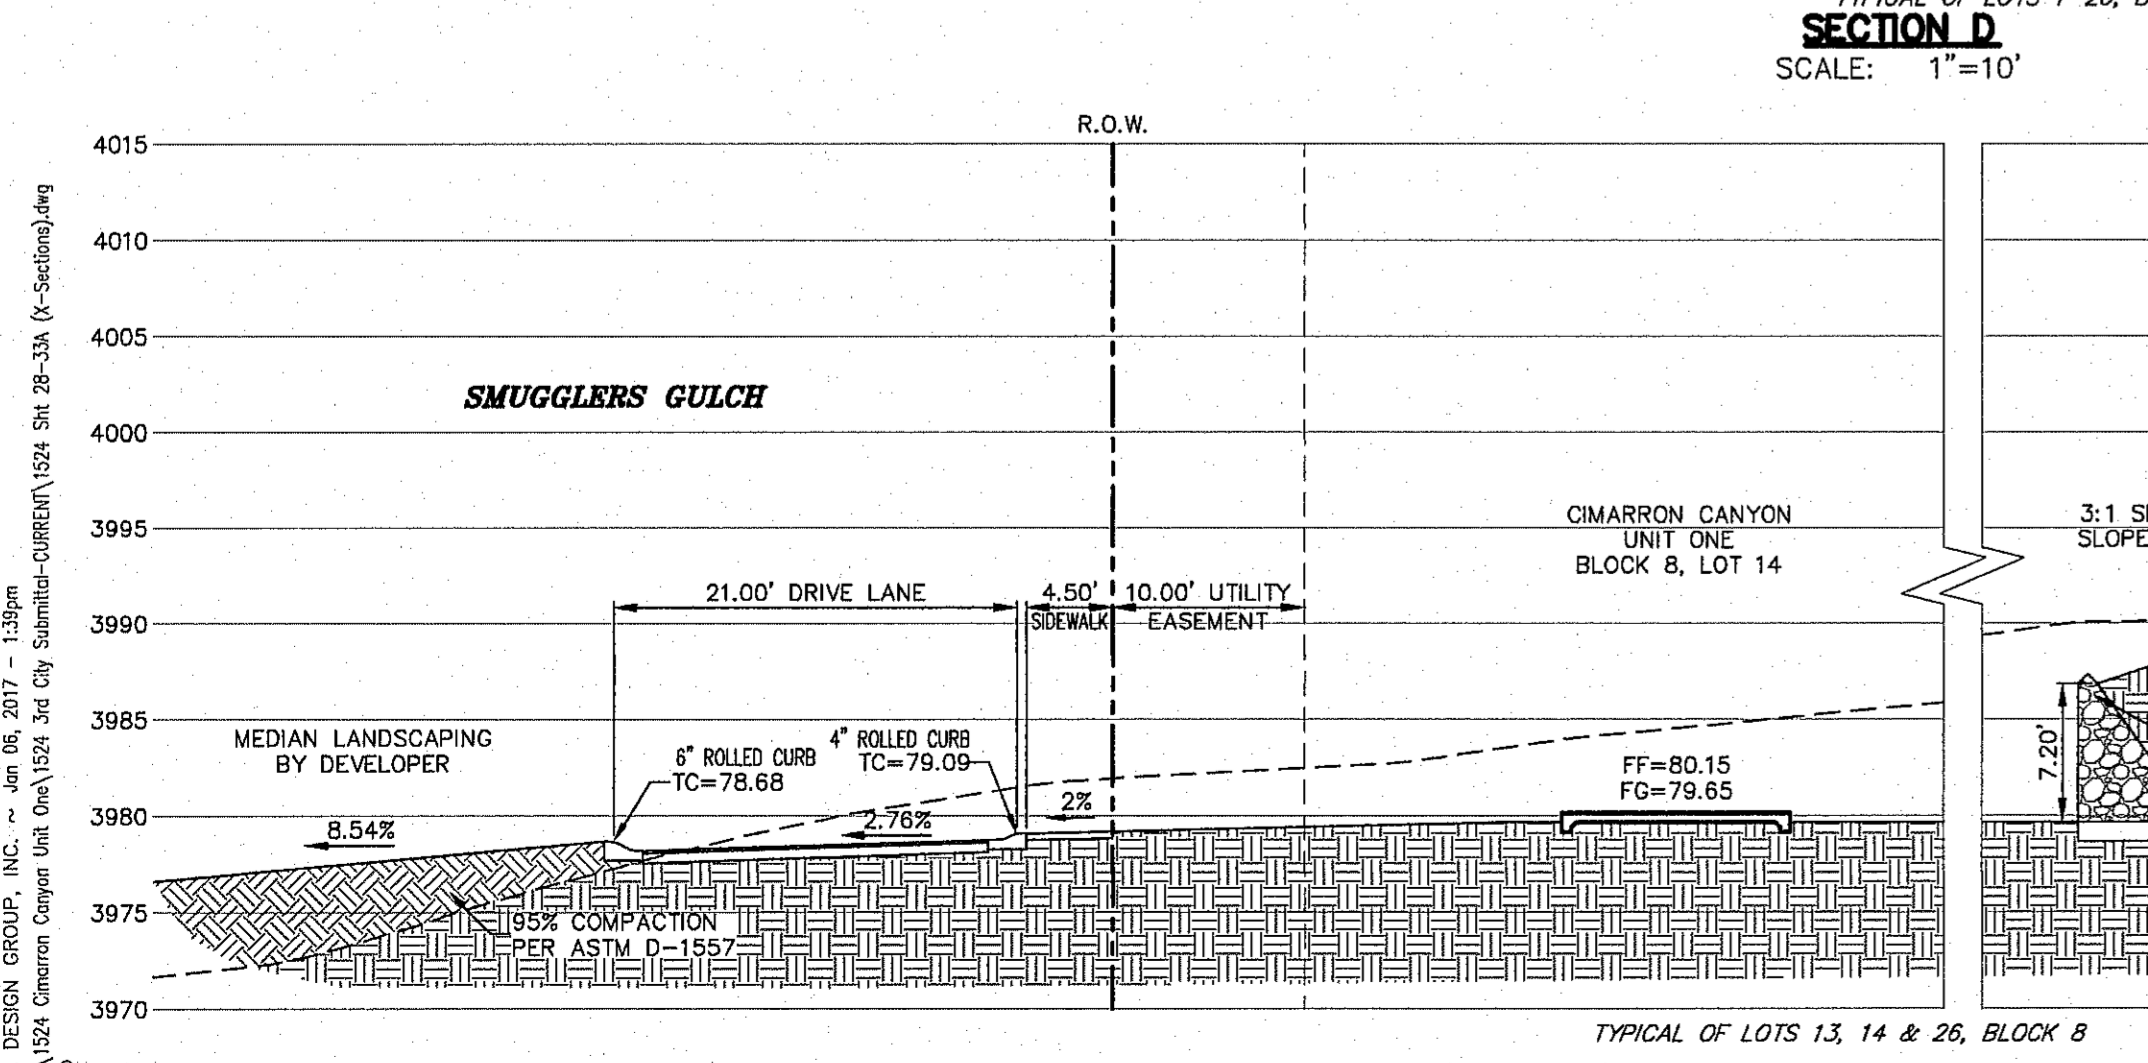 SECTION D
SCALE: 1"=10'
R.O.W.
4015
4010
4005
4000
3995
3990
3985
3980
3975
3970
SMUGGLERS GULCH
CIMARRON CANYON
UNIT ONE
BLOCK 8, LOT 14
3:1
SLOPE
21.00' DRIVE LANE
4.50'
SIDEWALK
10.00' UTILITY
EASEMENT
MEDIAN LANDSCAPING
BY DEVELOPER
6" ROLLED CURB
TC=78.68
4" ROLLED CURB
TC=79.09
FF=80.15
FG=79.65
7.20'
8.54%
2.76%
2%
95% COMPACTION
PER ASTM D-1557
TYPICAL OF LOTS 13, 14 & 26, BLOCK 8
DESIGN GROUP, INC. ~ Jan 06, 2017 - 1:39pm
\1524 Cimarron Canyon Unit One\1524 3rd City Submittal-CURRENT\1524 Sht 28-33A (X-Sections).dwg